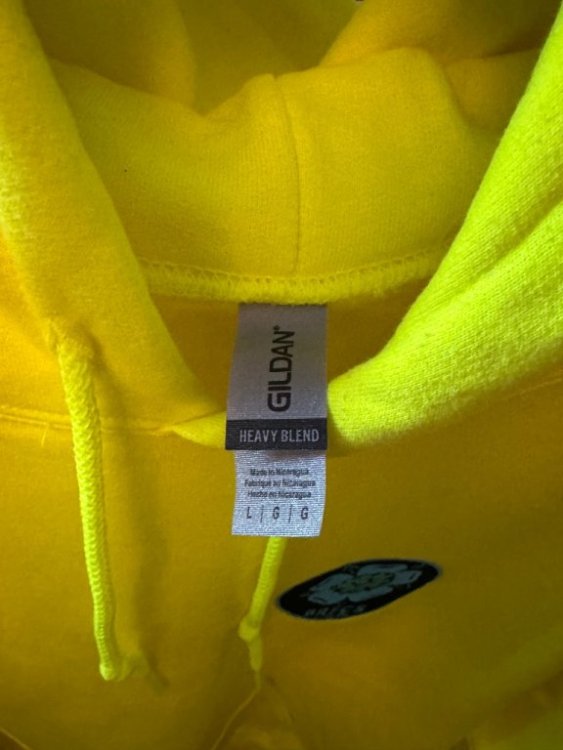 GILDAN®
HEAVY BLEND
Made in Nicaragua
Fabriqué au Nicaragua
Hecho en Nicaragua
L | G | G